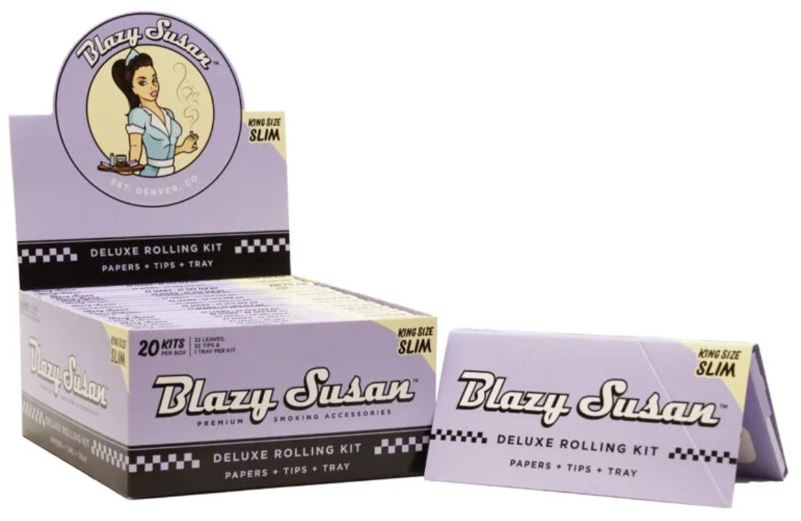 Blazy Susan™
EST. DENVER, CO
KING SIZE
SLIM
DELUXE ROLLING KIT
PAPERS + TIPS + TRAY
20 KITS
PER BOX
32 LEAVES,
32 TIPS &
1 TRAY PER KIT
KING SIZE
SLIM
Blazy Susan™
PREMIUM SMOKING ACCESSORIES
DELUXE ROLLING KIT
PAPERS + TIPS + TRAY
KING SIZE
SLIM
Blazy Susan
DELUXE ROLLING KIT
PAPERS + TIPS + TRAY
KING SIZE
SLIM
Blazy Susan™
DELUXE ROLLING KIT
PAPERS + TIPS + TRAY